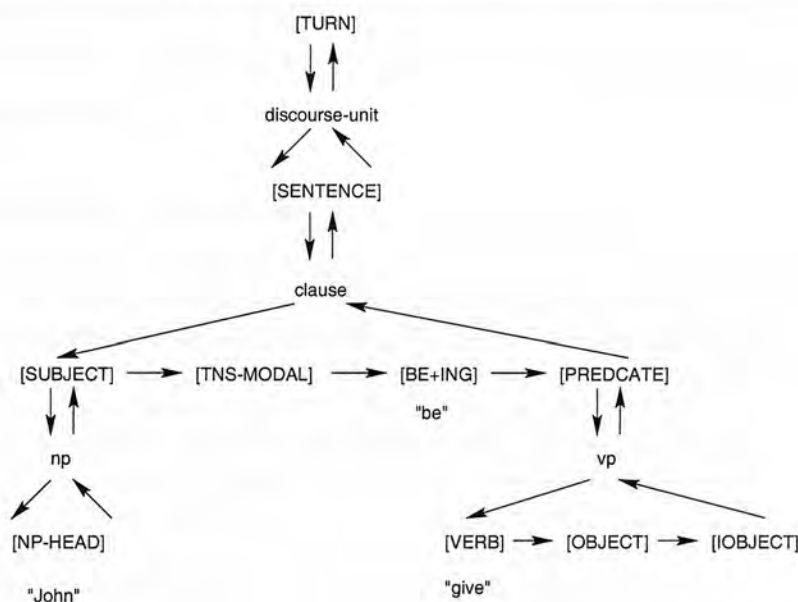 [TURN]
discourse-unit
[SENTENCE]
clause
[SUBJECT] [TNS-MODAL] [BE+ING] [PREDCATE]
"be"
np vp
[NP-HEAD] [VERB] [OBJECT] [IOBJECT]
"John" "give"